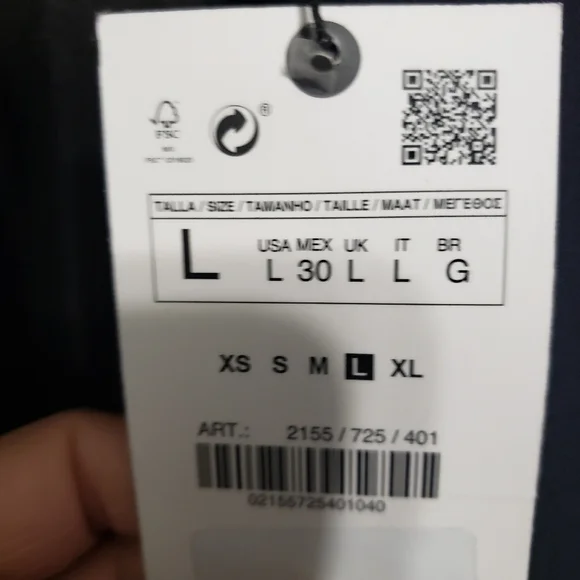 ®
FSC
TALLA / SIZE / TAMANHO / TAILLE / MAAT / ΜΕΓΕΘΟΣ
USA MEX UK IT BR
L L 30 L L G
XS S M L XL
ART.: 2155 / 725 / 401
02155725401040